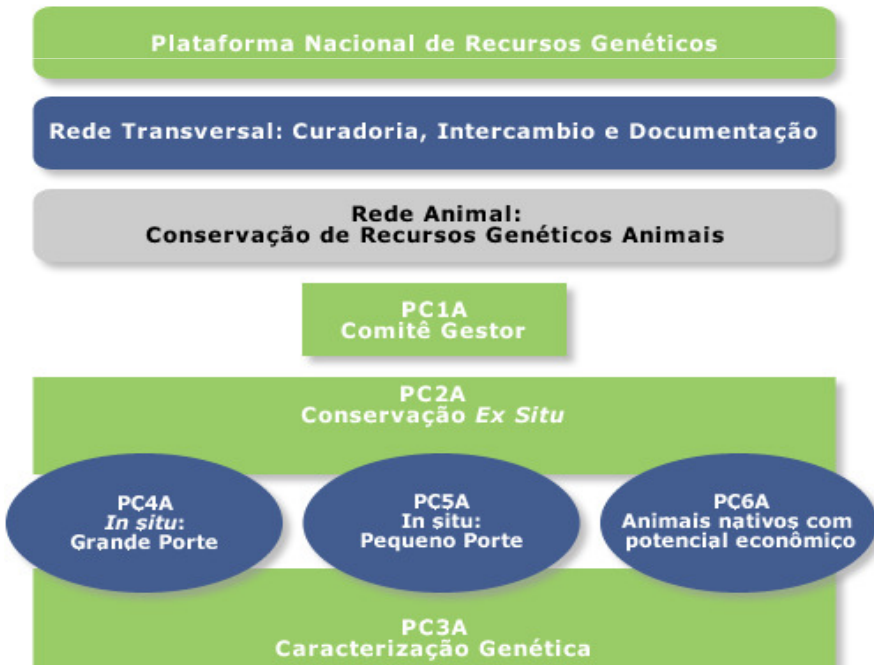 Plataforma Nacional de Recursos Genéticos
Rede Transversal: Curadoria, Intercambio e Documentação
Rede Animal:
Conservação de Recursos Genéticos Animais
PC1A
Comitê Gestor
PC2A
Conservação Ex Situ
PC4A
In situ:
Grande Porte
PC5A
In situ:
Pequeno Porte
PC6A
Animais nativos com
potencial econômico
PC3A
Caracterização Genética